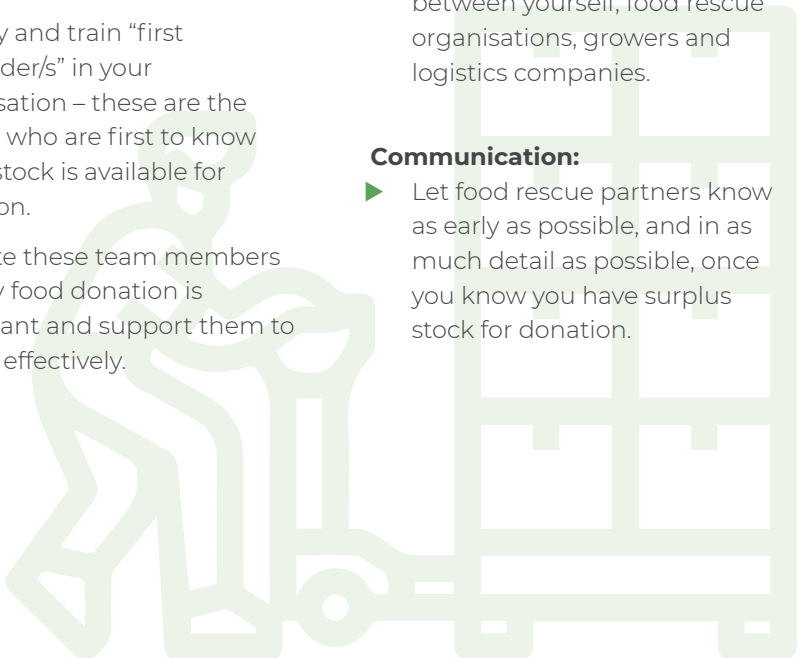 y and train “first
der/s” in your
sation – these are the
who are first to know
stock is available for
on.
te these team members
y food donation is
ant and support them to
effectively.
between yourself, food rescue
organisations, growers and
logistics companies.
Communication:
Let food rescue partners know
as early as possible, and in as
much detail as possible, once
you know you have surplus
stock for donation.